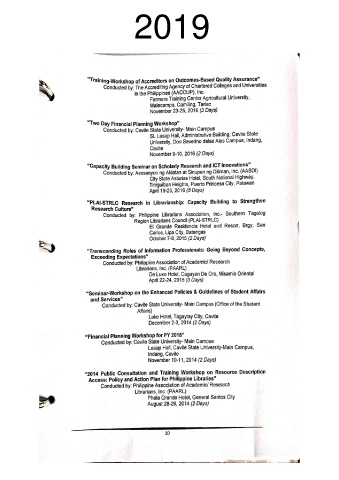 2019
"Training-Workshop of Accreditors on Outcomes-Based Quality Assurance"
Conducted by: The Accrediting Agency of Chartered Colleges and Universities
in the Philippines (AACCUP), Inc.
Farmers Training Center Agricultural University,
Malacampa, Camiling, Tarlac
November 23-25, 2016 (3 Days)
"Two Day Financial Planning Workshop"
Conducted by: Cavite State University- Main Campus
SL Lasap Hall, Administrative Building, Cavite State
University, Don Severino delas Alas Campus, Indang,
Cavite
November 9-10, 2016 (2 Days)
"Capacity Building Seminar on Scholarly Research and ICT Innovations"
Conducted by: Asosasyon ng Aklatan at Sinupan ng Diliman, Inc. (AASDI)
City State Asturias Hotel, South National Highway,
Tiniguiban Heights, Puerto Princesa City, Palawan
April 19-23, 2016 (5 Days)
"PLAI-STRLC Research in Librarianship: Capacity Building to Strengthen
Research Culture"
Conducted by: Philippine Librarians Association, Inc.- Southern Tagalog
Region Librarians Council (PLAI-STRLC)
El Grande Residencia Hotel and Resort, Brgy. San
Carlos, Lipa City, Batangas
October 7-8, 2015 (2 Days)
"Transcending Roles of Information Professionals: Going Beyond Concepts,
Exceeding Expectations"
Conducted by: Philippine Association of Academic/ Research
Librarians, Inc. (PAARL)
De Luxe Hotel, Cagayan De Oro, Misamis Oriental
April 22-24, 2015 (3 Days)
"Seminar-Workshop on the Enhanced Policies & Guidelines of Student Affairs
and Services"
Conducted by: Cavite State University- Main Campus (Office of the Student
Affairs)
Lake Hotel, Tagaytay City, Cavite
December 2-3, 2014 (2 Days)
"Financial Planning Workshop for FY 2015"
Conducted by: Cavite State University- Main Campus
Lasap Hall, Cavite State University-Main Campus,
Indang, Cavite
November 10-11, 2014 (2 Days)
"2014 Public Consultation and Training Workshop on Resource Description
Access: Policy and Action Plan for Philippine Libraries"
Conducted by: Philippine Association of Academic/ Research
Librarians, Inc. (PAARL)
Phela Grande Hotel, General Santos City
August 28-29, 2014 (2 Days)